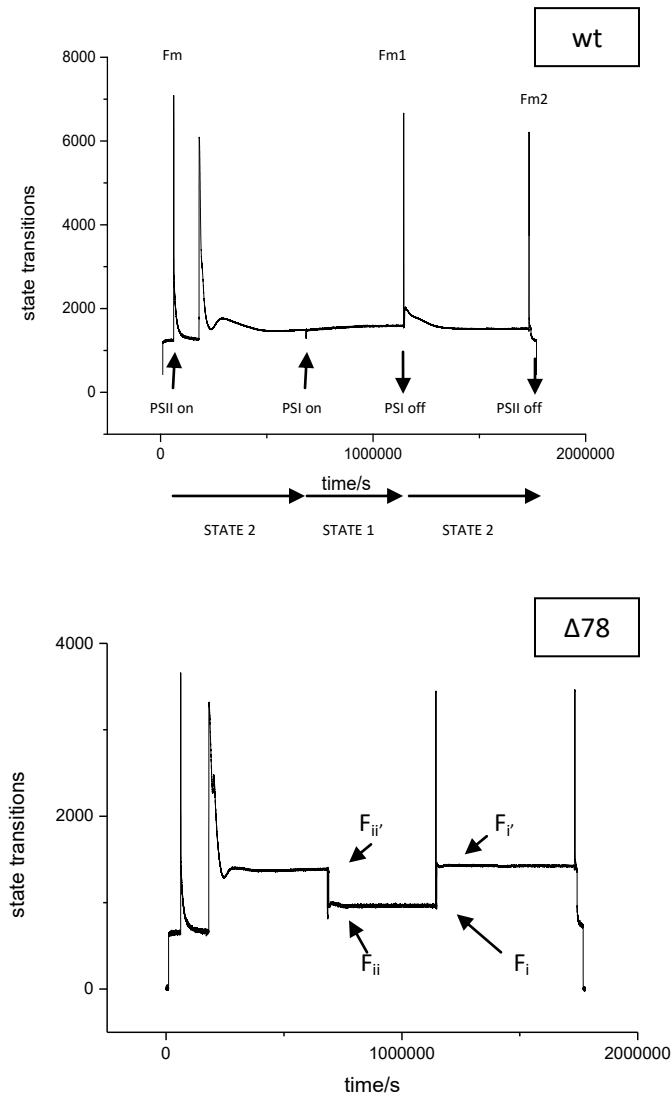 wt
Fm Fm1
Fm2
8000
6000
4000
2000
0
state transitions
PSII on PSI on PSI off PSII off
0 1000000 2000000
time/s
STATE 2 STATE 1 STATE 2
Δ78
4000
2000
0
state transitions
Fii’ Fi’
Fii Fi
0 1000000 2000000
time/s